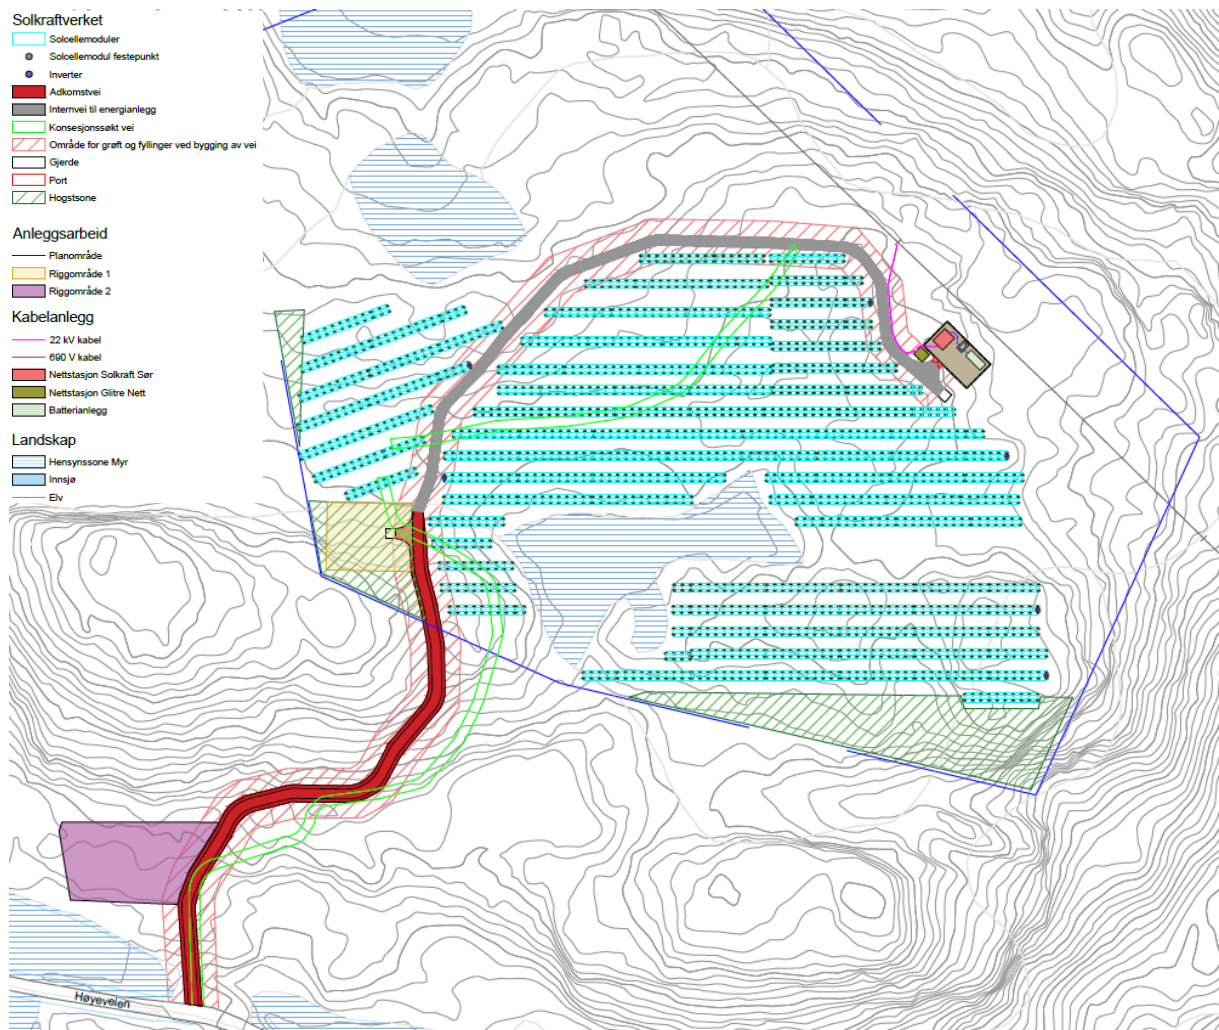 Solkraftverket
Solcellemoduler
Solcellemodul festepunkt
Inverter
Adkomstvei
Internvei til energianlegg
Konsesjonssøkt vei
Område for grøft og fyllinger ved bygging av vei
Gjerde
Port
Hogstsone
Anleggsarbeid
Planområde
Riggområde 1
Riggområde 2
Kabelanlegg
22 kV kabel
690 V kabel
Nettstasjon Solkraft Sør
Nettstasjon Glitre Nett
Batterianlegg
Landskap
Hensynssone Myr
Innsjø
Elv
Høyeveien